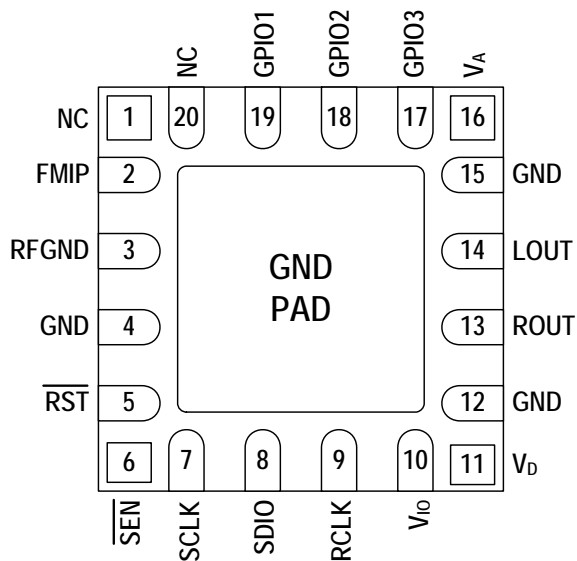 NC
GPIO1
GPIO2
GPIO3
VA
NC 1 20 19 18 17 16
FMIP 2 15 GND
RFGND 3 14 LOUT
GND
PAD
GND 4 13 ROUT
RST 5 12 GND
6 7 8 9 10 11 VD
SEN
SCLK
SDIO
RCLK
VIO